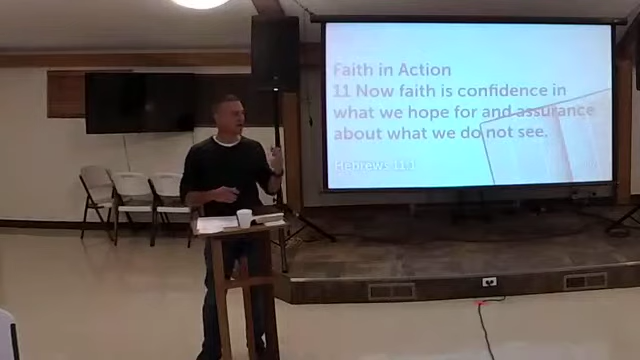 Faith in Action
11 Now faith is confidence in
what we hope for and assurance
about what we do not see.
Hebrews 11:1